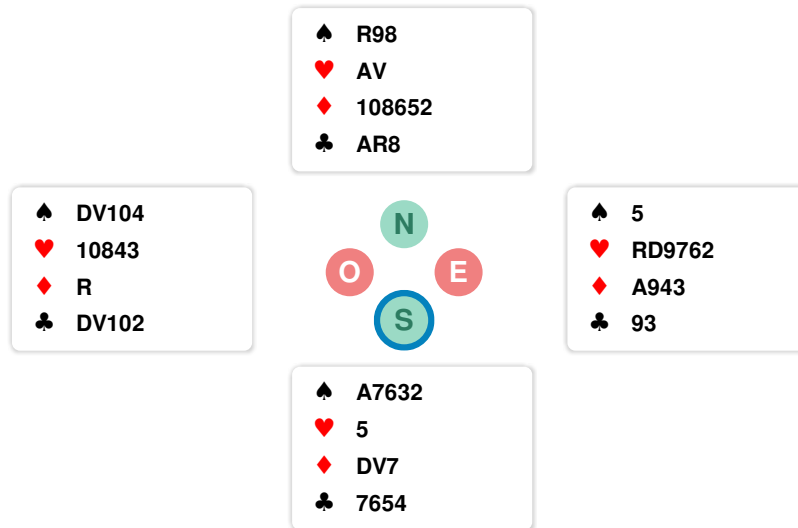 ♠ R98
♥ AV
♦ 108652
♣ AR8
♠ DV104
♥ 10843
♦ R
♣ DV102
N
O E
S
♠ 5
♥ RD9762
♦ A943
♣ 93
♠ A7632
♥ 5
♦ DV7
♣ 7654